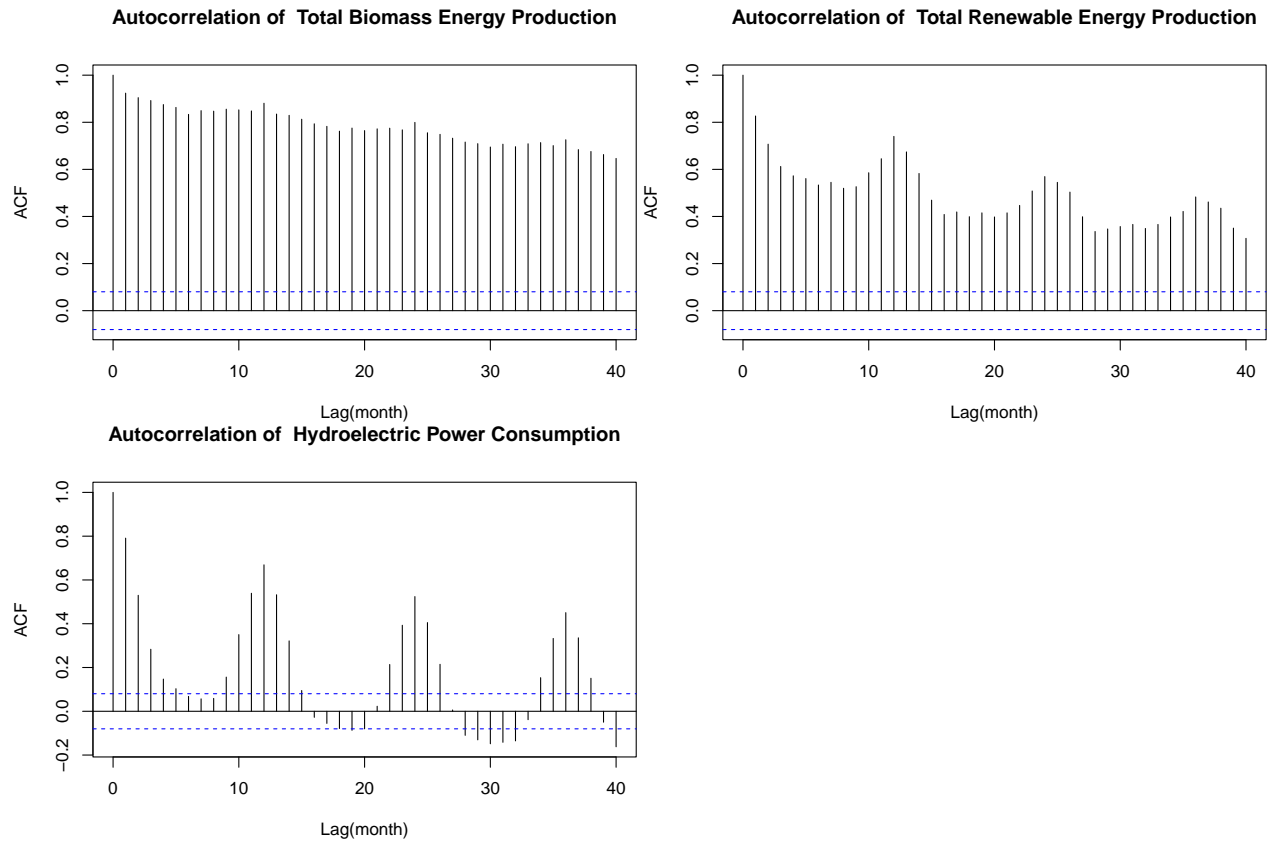 Autocorrelation of  Total Biomass Energy Production
ACF
0.0 0.2 0.4 0.6 0.8 1.0
0 10 20 30 40
Lag(month)
Autocorrelation of  Total Renewable Energy Production
ACF
0.0 0.2 0.4 0.6 0.8 1.0
0 10 20 30 40
Lag(month)
Autocorrelation of  Hydroelectric Power Consumption
ACF
−0.2 0.0 0.2 0.4 0.6 0.8 1.0
0 10 20 30 40
Lag(month)